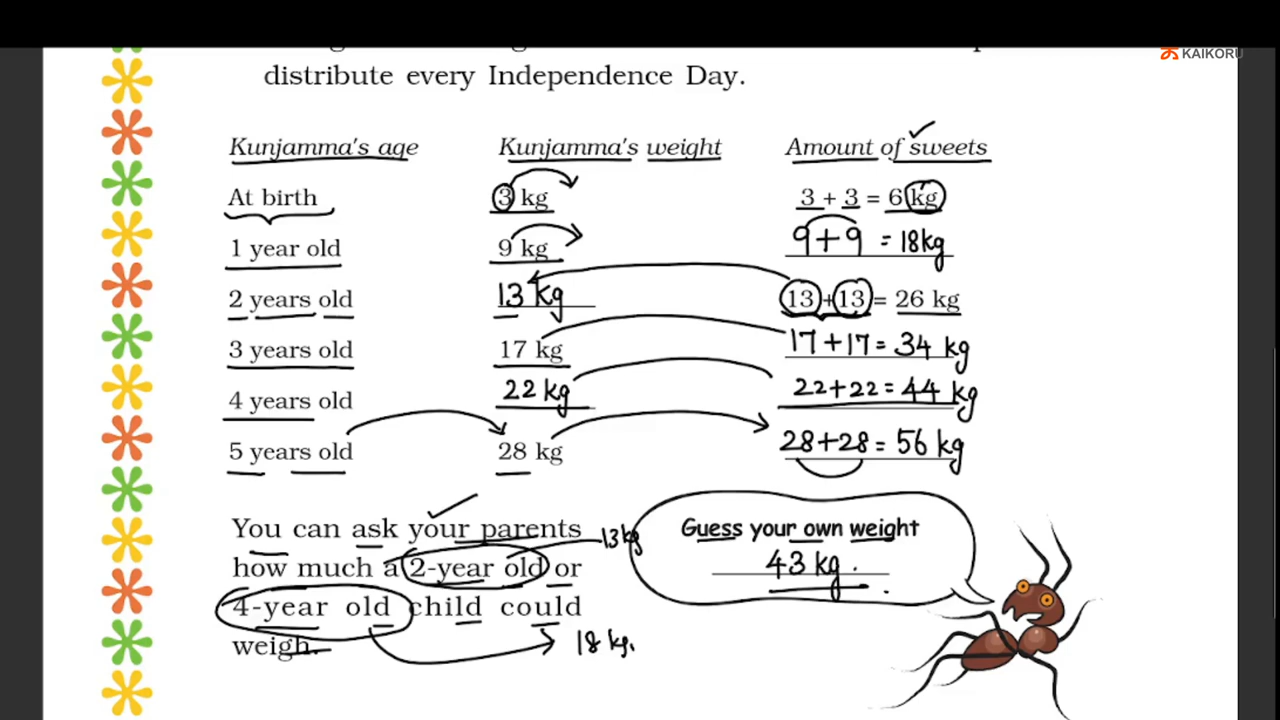 KAIKORU
distribute every Independence Day.
Kunjamma's age Kunjamma's weight Amount of sweets
At birth 3 kg 3 + 3 = 6 kg
1 year old 9 kg 9+9 = 18kg
2 years old 13 kg 13 + 13 = 26 kg
3 years old 17 kg 17+17= 34 kg
4 years old 22 kg 22+22= 44 kg
5 years old 28 kg 28+28= 56 kg
You can ask your parents
how much a 2-year old or 13 kg
4-year old child could
weigh. 18 kg.
Guess your own weight
43 kg.